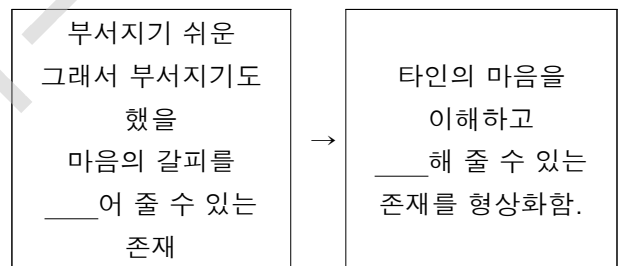 부서지기 쉬운
그래서 부서지기도
했을
마음의 갈피를
____어 줄 수 있는
존재
→
타인의 마음을
이해하고
____해 줄 수 있는
존재를 형상화함.